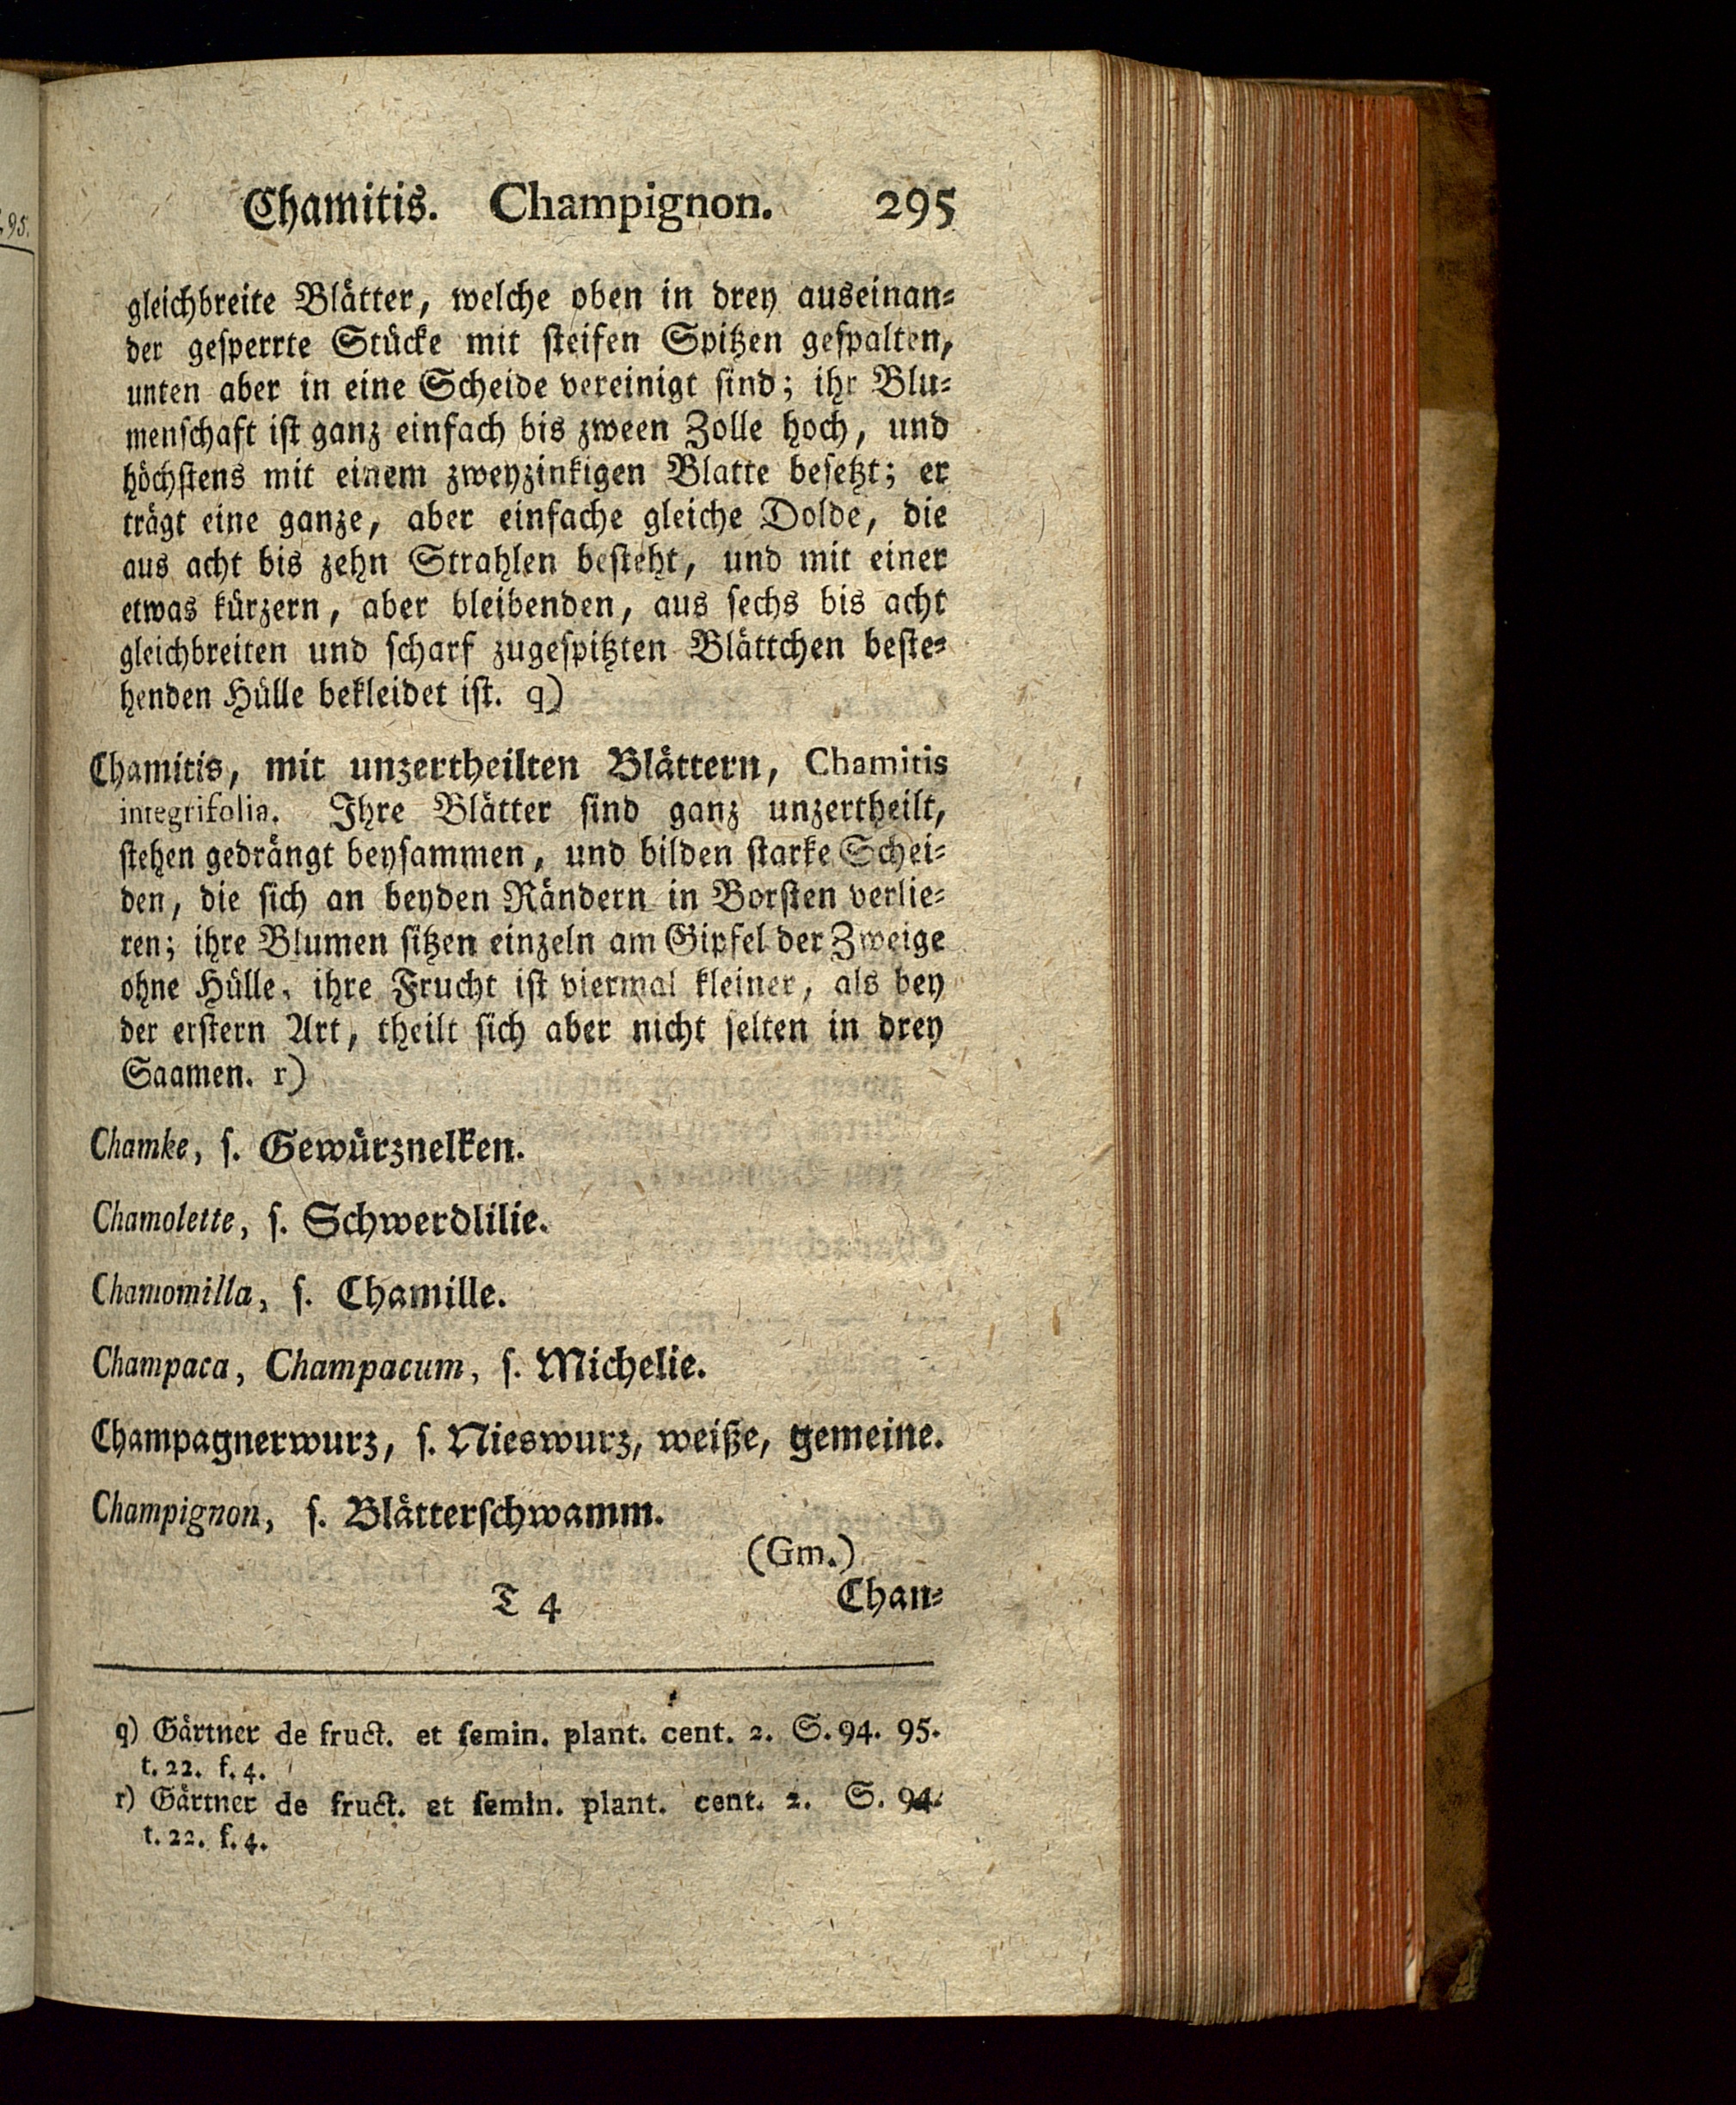 Chamitis. Champignon. 295
gleichbreite Blätter, welche oben in drey auseinan⸗
der gesperrte Stücke mit steifen Spitzen gespalten,
unten aber in eine Scheide vereinigt sind; ihr Blu⸗
menschaft ist ganz einfach bis zween Zolle hoch, und
höchstens mit einem zweyzinkigen Blatte besetzt; er
trägt eine ganze, aber einfache gleiche Dolde, die
aus acht bis zehn Strahlen besteht, und mit einer
etwas kürzern, aber bleibenden, aus sechs bis acht
gleichbreiten und scharf zugespitzten Blättchen beste⸗
henden Hülle bekleidet ist. q)
Chamitis, mit unzertheilten Blättern, Chamitis
integrifolia. Ihre Blätter sind ganz unzertheilt,
stehen gedrängt beysammen, und bilden starke Schei⸗
den, die sich an beyden Rändern in Borsten verlie⸗
ren; ihre Blumen sitzen einzeln am Gipfel der Zweige
ohne Hülle, ihre Frucht ist viermal kleiner, als bey
der erstern Art, theilt sich aber nicht selten in drey
Saamen. r)
Chamke, s. Gewürznelken.
Chamolette, s. Schwerdlilie.
Chamomilla, s. Chamille.
Champaca, Champacum, s. Michelie.
Champagnerwurz, s. Nieswurz, weiße, gemeine.
Champignon, s. Blätterschwamm.
(Gm.)
T 4 Chan⸗
q) Gärtner de fruct. et semin. plant. cent. 2. S. 94. 95.
t. 22. f. 4.
r) Gärtner de fruct. et semin. plant. cent. 2. S. 94.
t. 22. f. 4.
95.